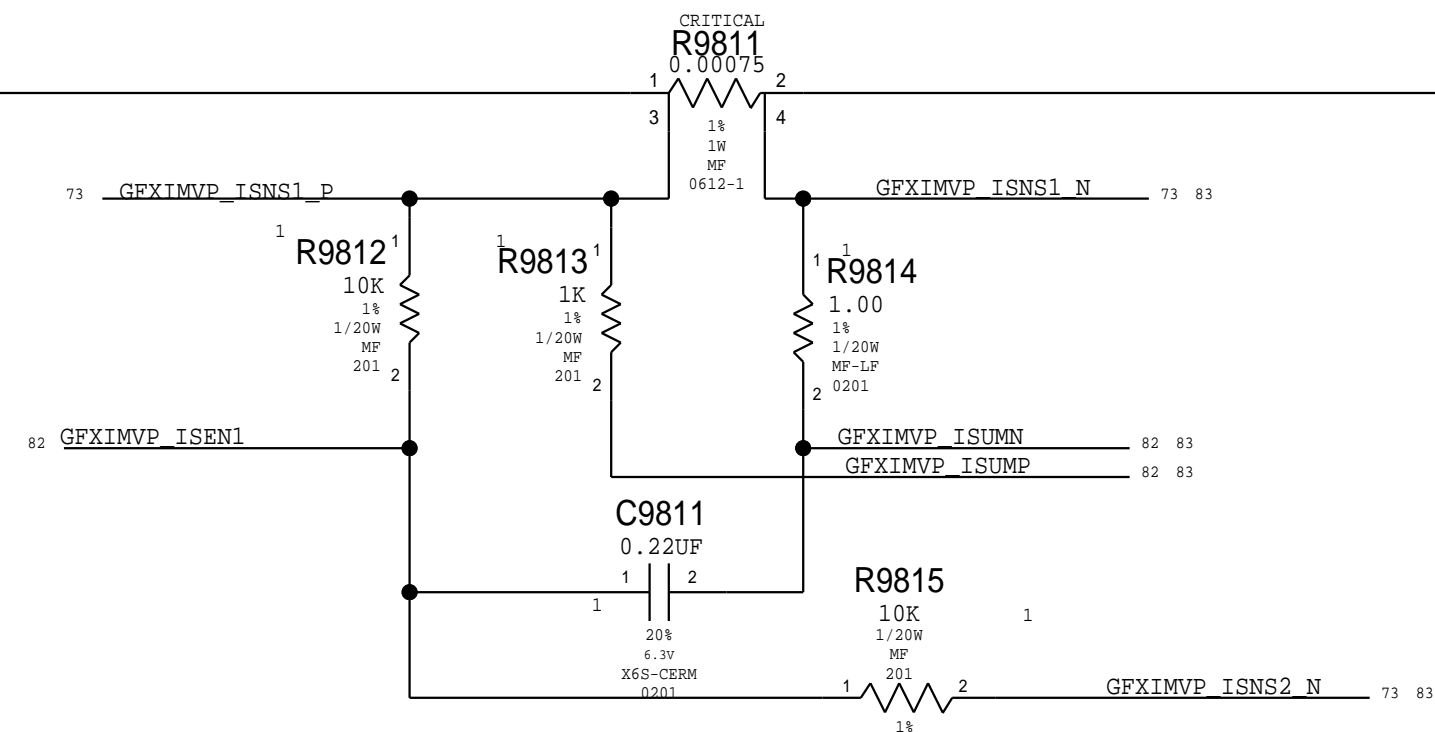 CRITICAL
R9811
0.00075
1 2
3 4
1%
1W
MF
0612-1
73 GFXIMVP_ISNS1_P
GFXIMVP_ISNS1_N 73 83
1
R9812 1
10K
1%
1/20W
MF
201
2
1
R9813 1
1K
1%
1/20W
MF
201
2
1
1
R9814
1.00
1%
1/20W
MF-LF
0201
2
82 GFXIMVP_ISEN1
GFXIMVP_ISUMN 82 83
GFXIMVP_ISUMP 82 83
C9811
0.22UF
1 2
1
20%
6.3V
X6S-CERM
0201
R9815
10K
1
1/20W
MF
201
1 2
1%
GFXIMVP_ISNS2_N 73 83